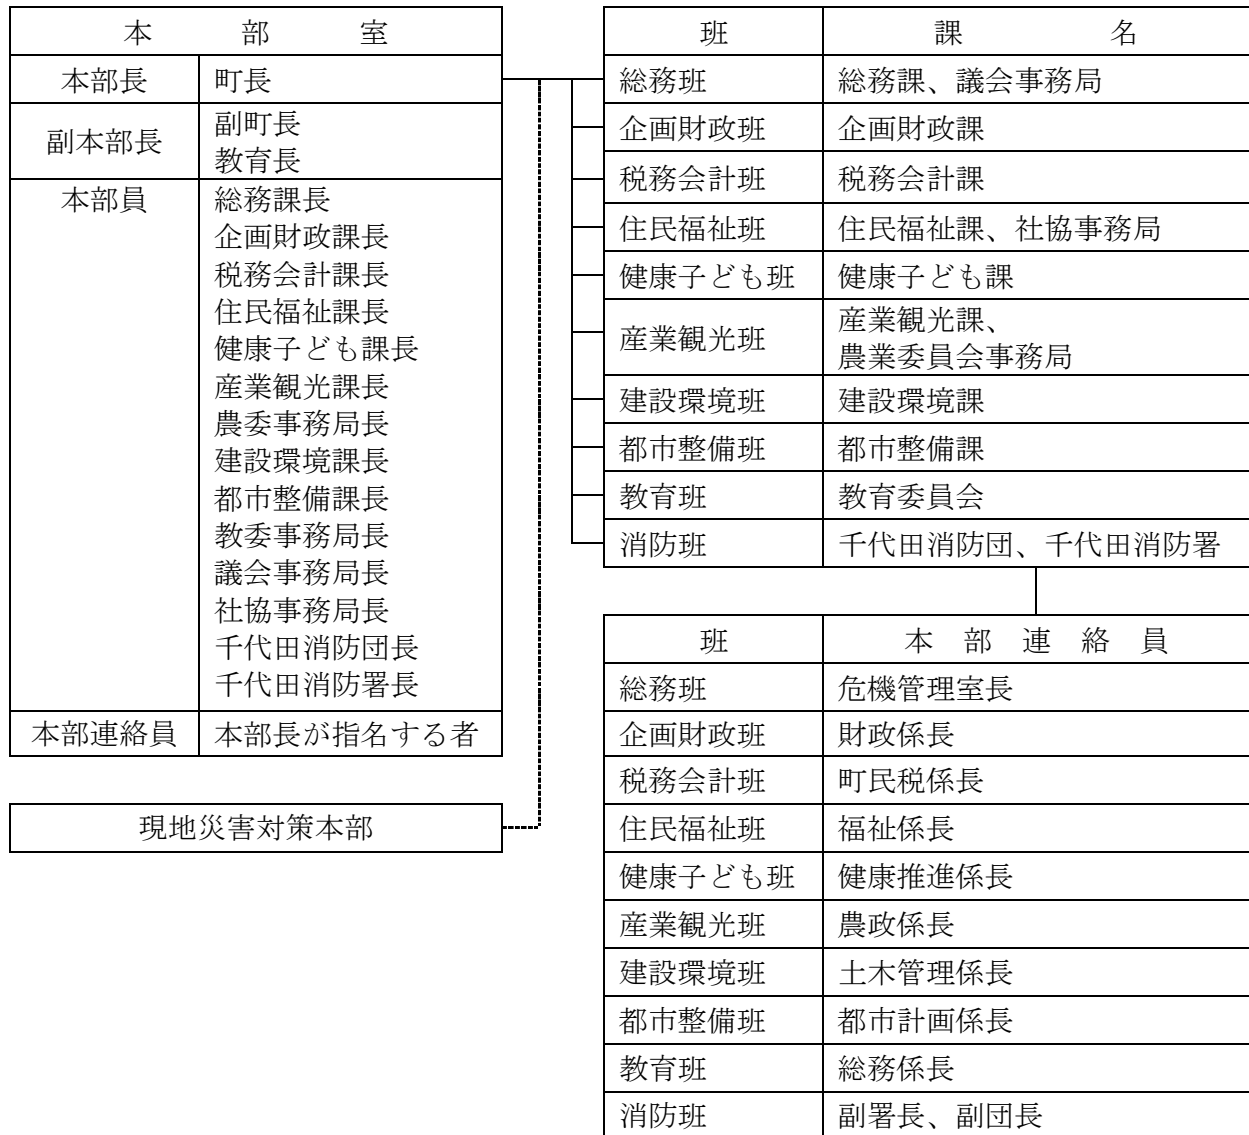 本部室
本部長 町長
副本部長 副町長
教育長
本部員 総務課長
企画財政課長
税務会計課長
住民福祉課長
健康子ども課長
産業観光課長
農委事務局長
建設環境課長
都市整備課長
教委事務局長
議会事務局長
社協事務局長
千代田消防団長
千代田消防署長
本部連絡員 本部長が指名する者
現地災害対策本部
班 課名
総務班 総務課、議会事務局
企画財政班 企画財政課
税務会計班 税務会計課
住民福祉班 住民福祉課、社協事務局
健康子ども班 健康子ども課
産業観光班 産業観光課、
農業委員会事務局
建設環境班 建設環境課
都市整備班 都市整備課
教育班 教育委員会
消防班 千代田消防団、千代田消防署
班 本部連絡員
総務班 危機管理室長
企画財政班 財政係長
税務会計班 町民税係長
住民福祉班 福祉係長
健康子ども班 健康推進係長
産業観光班 農政係長
建設環境班 土木管理係長
都市整備班 都市計画係長
教育班 総務係長
消防班 副署長、副団長